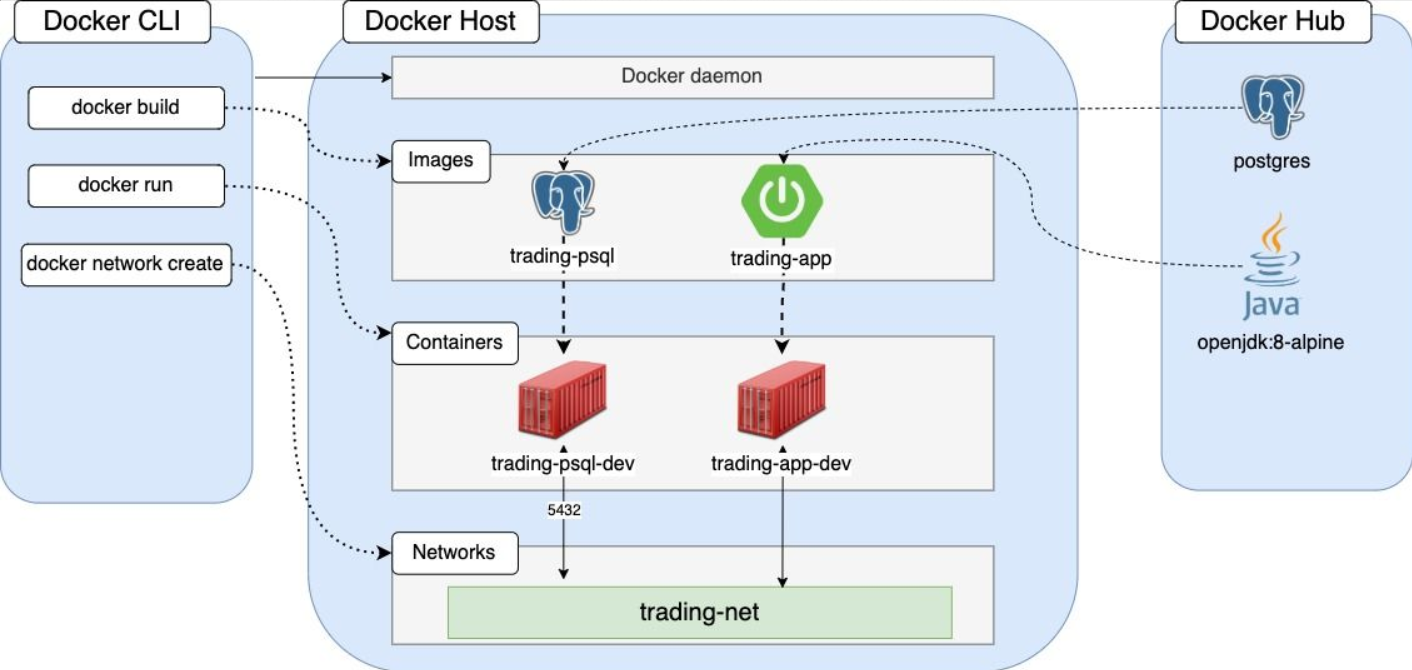 Docker CLI
Docker Host
Docker Hub
docker build
docker run
docker network create
Docker daemon
Images
trading-psql
trading-app
Containers
trading-psql-dev
trading-app-dev
5432
Networks
trading-net
postgres
Java
openjdk:8-alpine